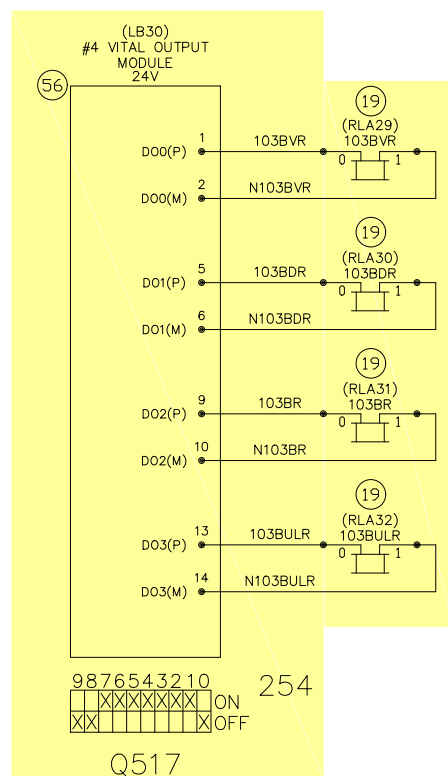 (LB30)
#4 VITAL OUTPUT
MODULE
24V
56
19
(RLA29)
1 103BVR 103BVR
DO0(P) 0 1
2 N103BVR
DO0(M)
19
(RLA30)
5 103BDR 103BDR
DO1(P) 0 1
6 N103BDR
DO1(M)
19
(RLA31)
9 103BR 103BR
DO2(P) 0 1
10 N103BR
DO2(M)
19
(RLA32)
13 103BULR 103BULR
DO3(P) 0 1
14 N103BULR
DO3(M)
9876543210 254
XXXXXXX ON
XX X OFF
Q517